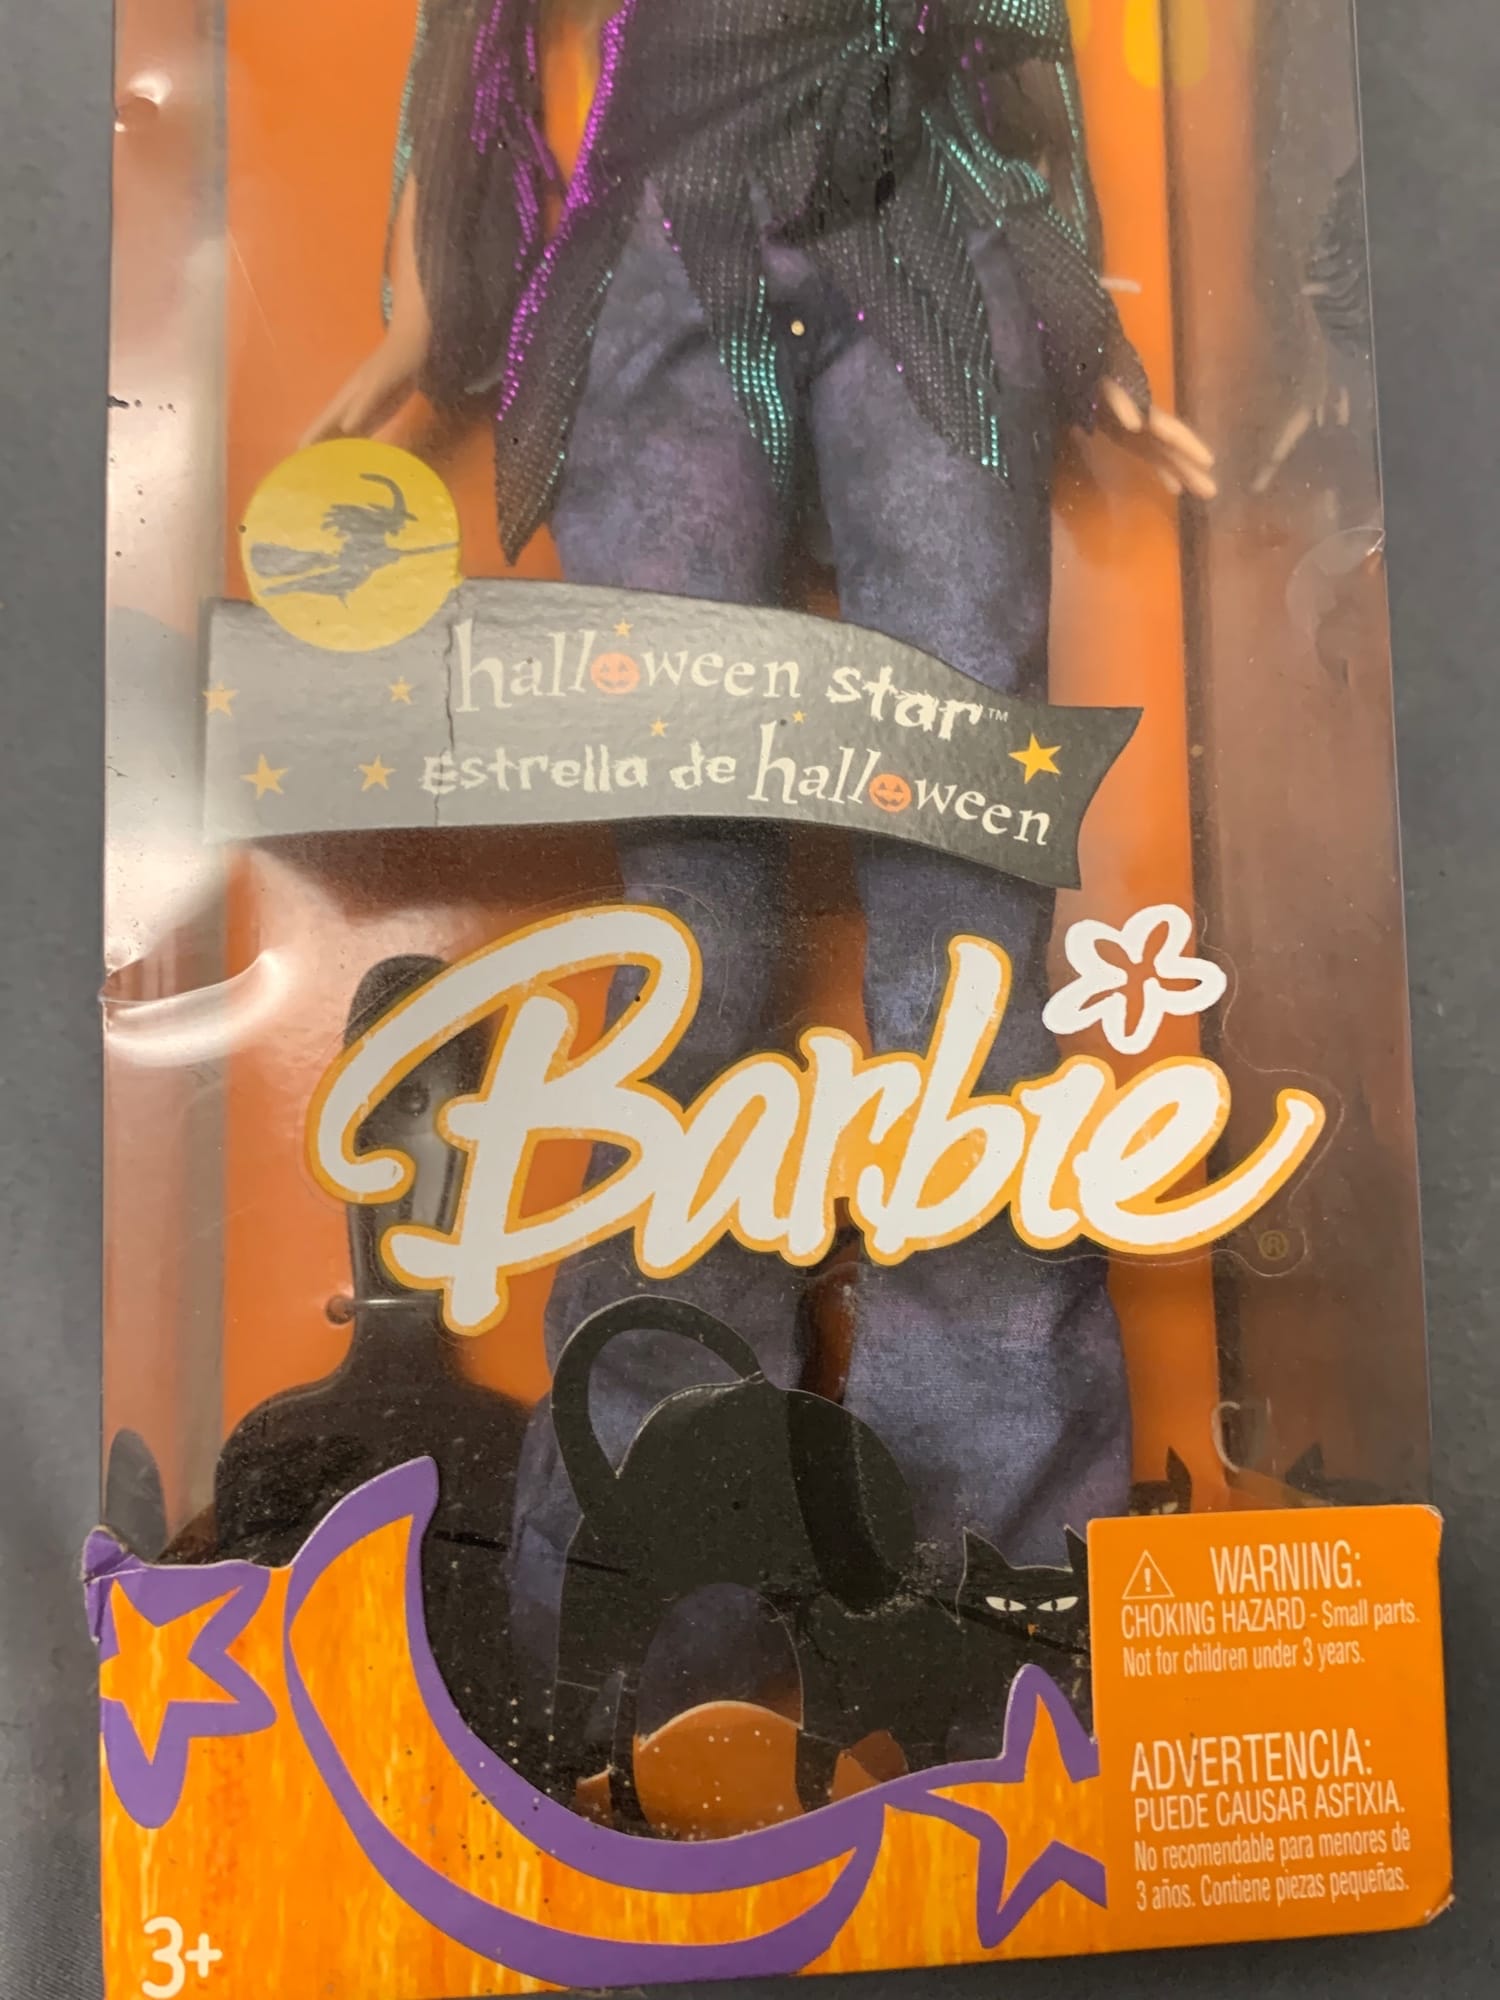 halloween star™
Estrella de halloween
Barbie®
WARNING:
CHOKING HAZARD - Small parts.
Not for children under 3 years.
ADVERTENCIA:
PUEDE CAUSAR ASFIXIA.
No recomendable para menores de
3 años. Contiene piezas pequeñas.
3+